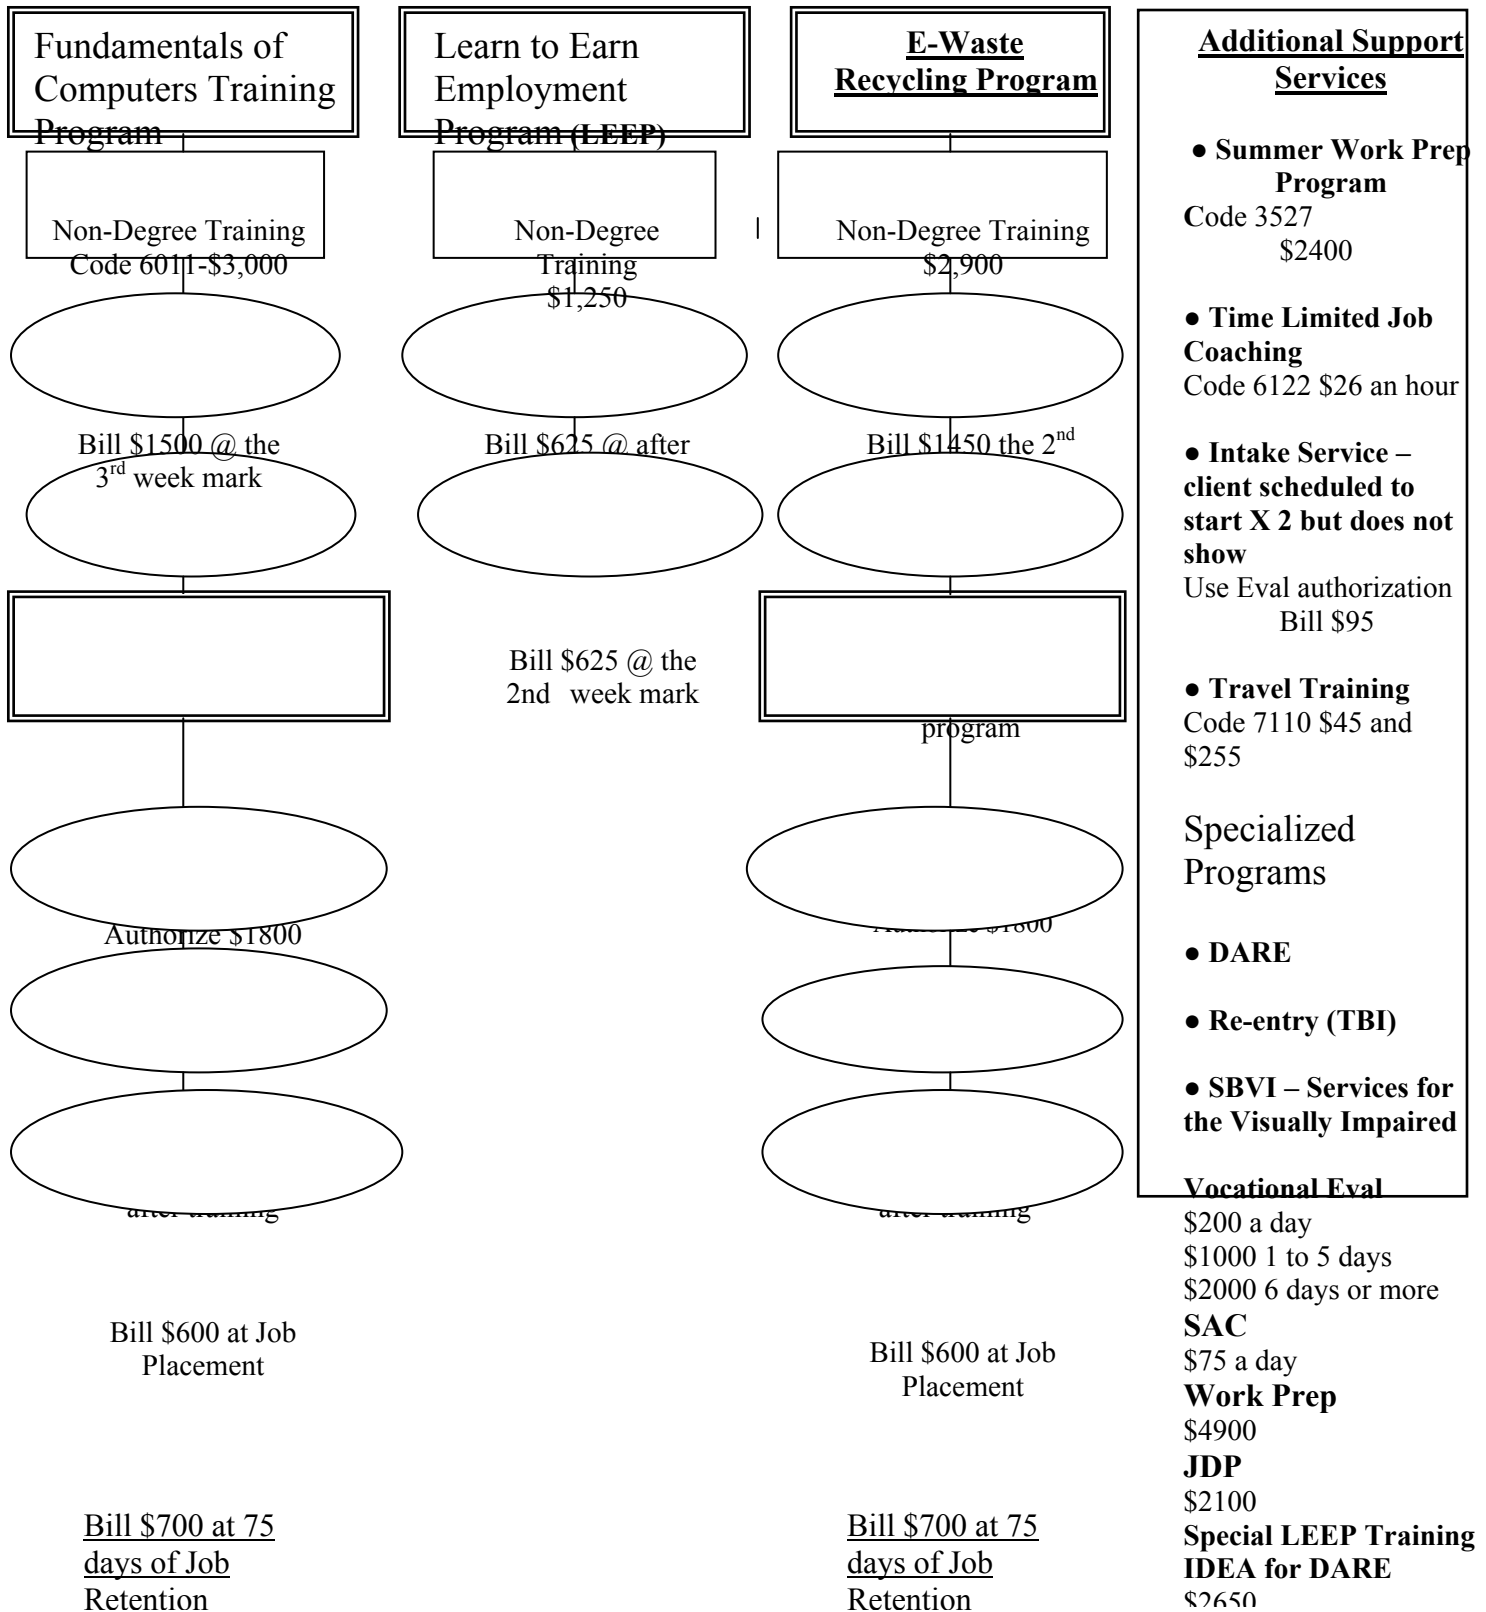 Fundamentals of
Computers Training
Program
Non-Degree Training
Code 6011-$3,000
Bill $1500 @ the
3rd week mark
Authorize $1800
after training
Bill $600 at Job
Placement
Bill $700 at 75
days of Job
Retention
Learn to Earn
Employment
Program (LEEP)
Non-Degree
Training
$1,250
Bill $625 @ after
Bill $625 @ the
2nd week mark
E-Waste
Recycling Program
Non-Degree Training
$2,900
Bill $1450 the 2nd
program
Authorize $1800
after training
Bill $600 at Job
Placement
Bill $700 at 75
days of Job
Retention
Additional Support
Services
● Summer Work Prep
Program
Code 3527
$2400
● Time Limited Job
Coaching
Code 6122 $26 an hour
● Intake Service –
client scheduled to
start X 2 but does not
show
Use Eval authorization
Bill $95
● Travel Training
Code 7110 $45 and
$255
Specialized
Programs
● DARE
● Re-entry (TBI)
● SBVI – Services for
the Visually Impaired
Vocational Eval
$200 a day
$1000 1 to 5 days
$2000 6 days or more
SAC
$75 a day
Work Prep
$4900
JDP
$2100
Special LEEP Training
IDEA for DARE
$2650